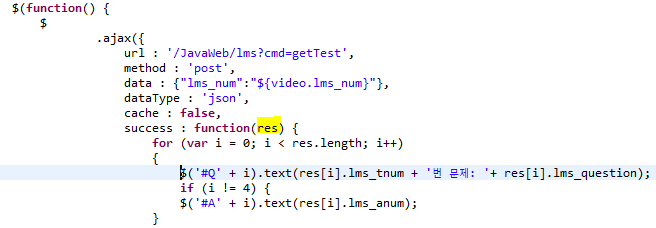 $(function() {
$
.ajax({
url : '/JavaWeb/lms?cmd=getTest',
method : 'post',
data : {"lms_num":"${video.lms_num}"},
dataType : 'json',
cache : false,
success : function(res) {
for (var i = 0; i < res.length; i++)
{
$('#Q' + i).text(res[i].lms_tnum + '번 문제: '+ res[i].lms_question);
if (i != 4) {
$('#A' + i).text(res[i].lms_anum);
}